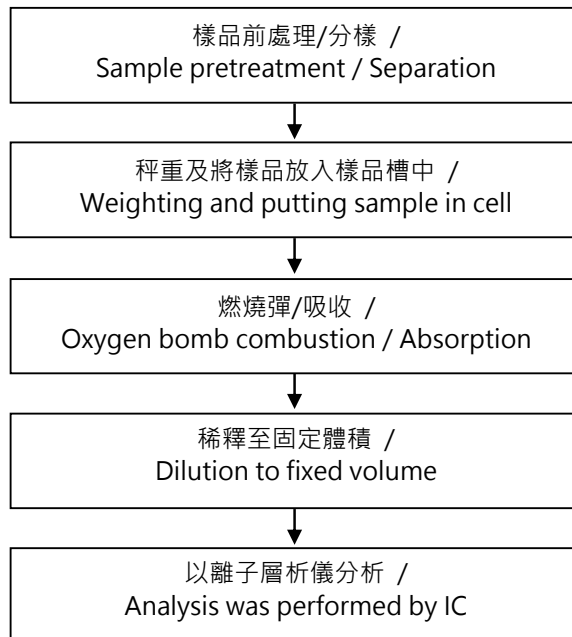 樣品前處理/分樣 /
Sample pretreatment / Separation
秤重及將樣品放入樣品槽中 /
Weighting and putting sample in cell
燃燒彈/吸收 /
Oxygen bomb combustion / Absorption
稀釋至固定體積 /
Dilution to fixed volume
以離子層析儀分析 /
Analysis was performed by IC